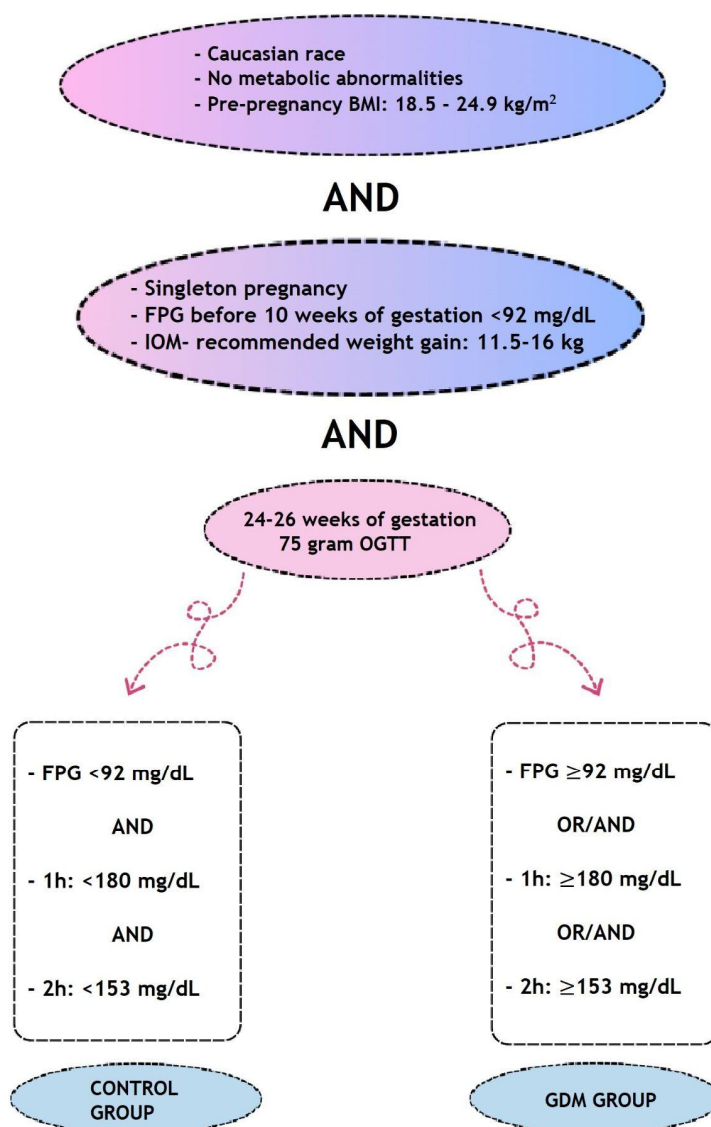 - Caucasian race
- No metabolic abnormalities
- Pre-pregnancy BMI: 18.5 - 24.9 kg/m²
AND
- Singleton pregnancy
- FPG before 10 weeks of gestation <92 mg/dL
- IOM- recommended weight gain: 11.5-16 kg
AND
24-26 weeks of gestation
75 gram OGTT
- FPG <92 mg/dL
AND
- 1h: <180 mg/dL
AND
- 2h: <153 mg/dL
CONTROL
GROUP
- FPG ≥92 mg/dL
OR/AND
- 1h: ≥180 mg/dL
OR/AND
- 2h: ≥153 mg/dL
GDM GROUP